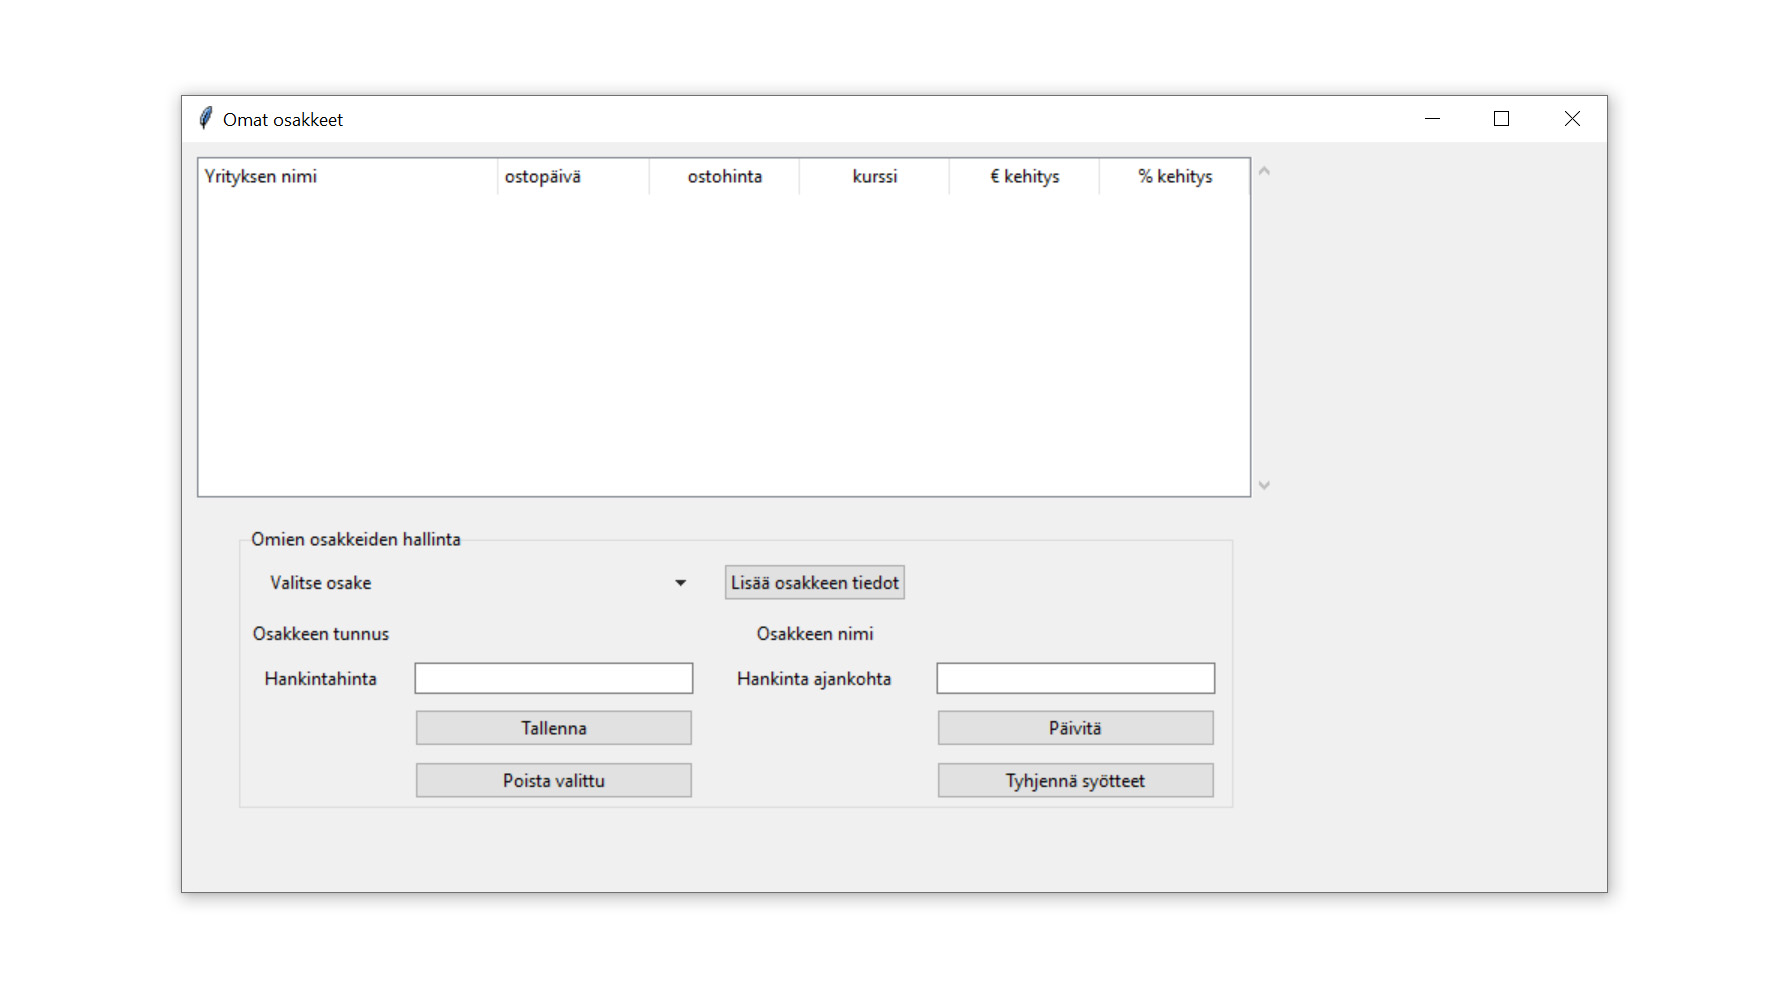 Omat osakkeet
Yrityksen nimi ostopäivä ostohinta kurssi € kehitys % kehitys
Omien osakkeiden hallinta
Valitse osake Lisää osakkeen tiedot
Osakkeen tunnus Osakkeen nimi
Hankintahinta Hankinta ajankohta
Tallenna Päivitä
Poista valittu Tyhjennä syötteet